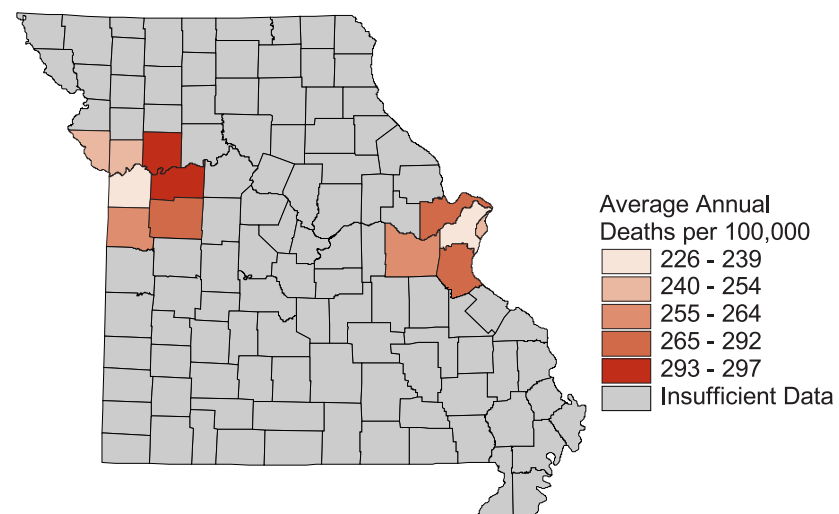 Average Annual
Deaths per 100,000
226 - 239
240 - 254
255 - 264
265 - 292
293 - 297
Insufficient Data